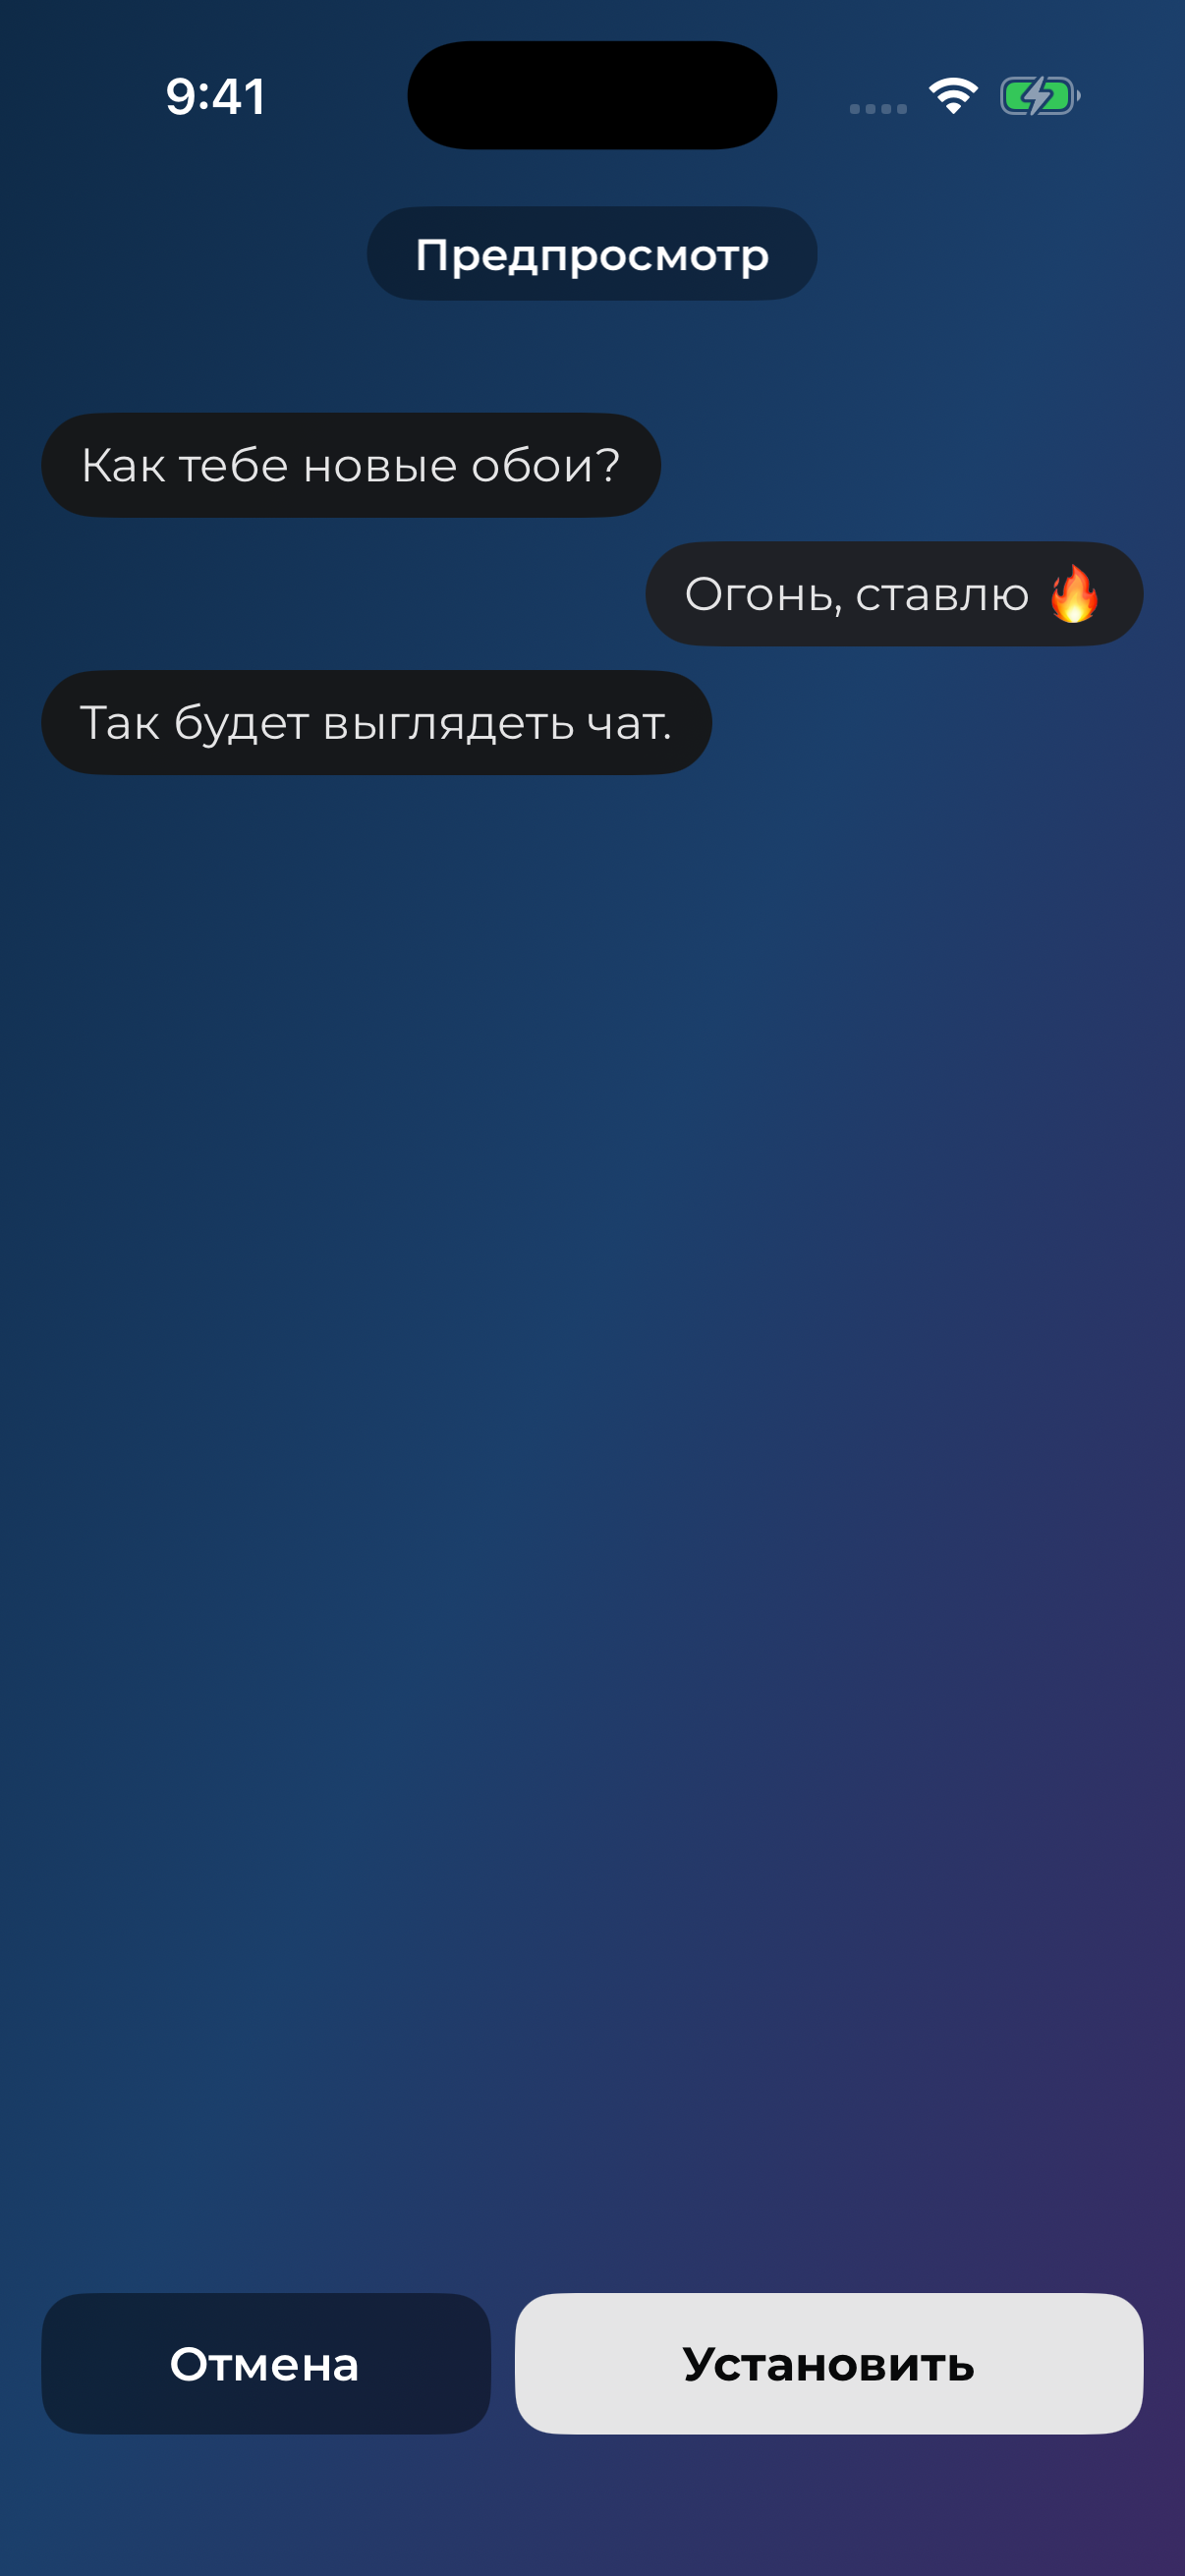 9:41
Предпросмотр
Как тебе новые обои?
Огонь, ставлю 🔥
Так будет выглядеть чат.
Отмена
Установить